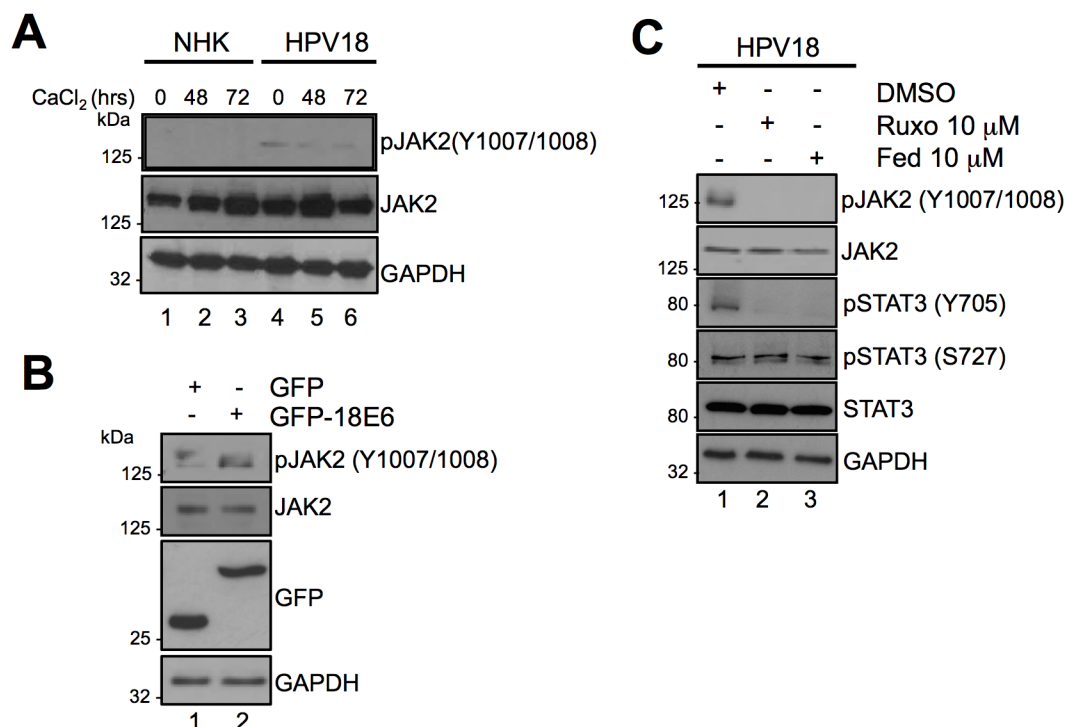 A
NHK HPV18
CaCl₂ (hrs) 0 48 72 0 48 72
kDa
125 pJAK2(Y1007/1008)
125 JAK2
32 GAPDH
1 2 3 4 5 6
B
+ - GFP
- + GFP-18E6
kDa
125 pJAK2 (Y1007/1008)
125 JAK2
25 GFP
32 GAPDH
1 2
C
HPV18
+ - - DMSO
- + - Ruxo 10 μM
- - + Fed 10 μM
125 pJAK2 (Y1007/1008)
125 JAK2
80 pSTAT3 (Y705)
80 pSTAT3 (S727)
80 STAT3
32 GAPDH
1 2 3